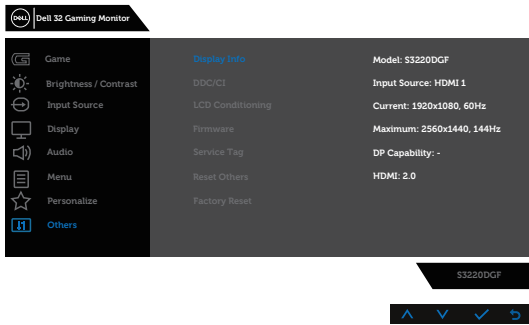 DELL
Dell 32 Gaming Monitor
Game
Brightness / Contrast
Input Source
Display
Audio
Menu
Personalize
Others
Display Info
DDC/CI
LCD Conditioning
Firmware
Service Tag
Reset Others
Factory Reset
Model: S3220DGF
Input Source: HDMI 1
Current: 1920x1080, 60Hz
Maximum: 2560x1440, 144Hz
DP Capability: -
HDMI: 2.0
S3220DGF